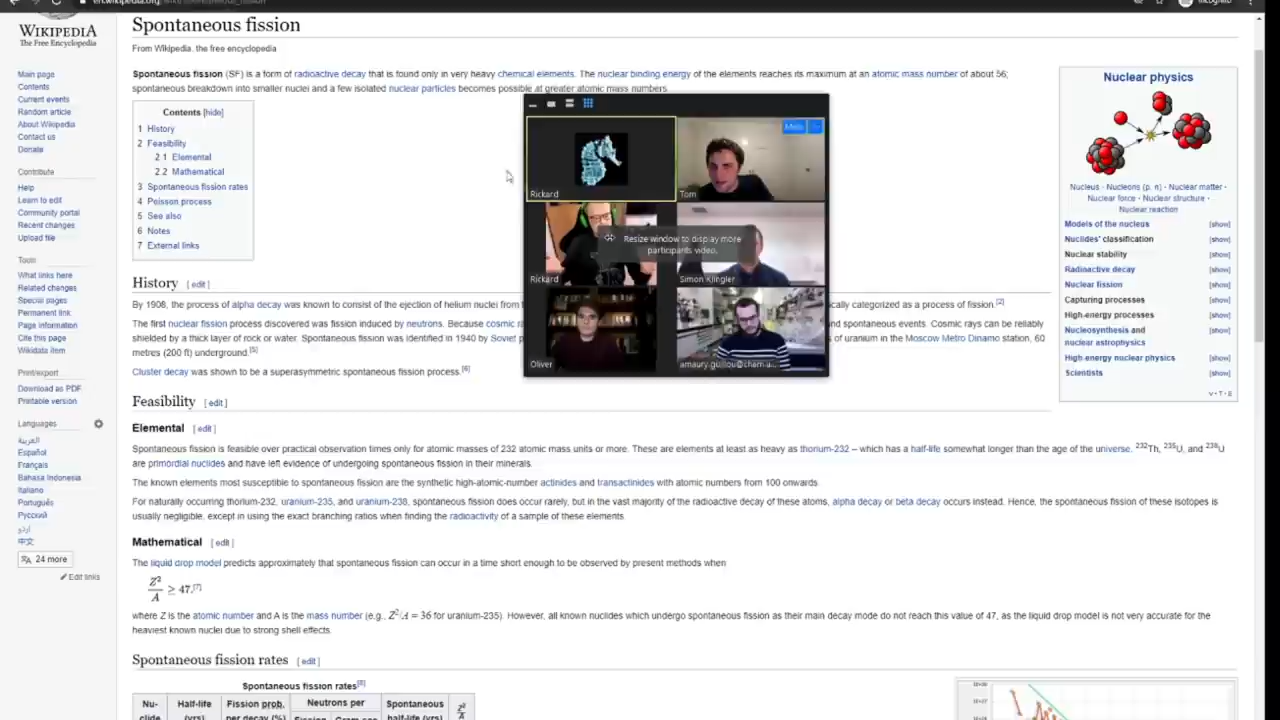 WIKIPEDIA
The Free Encyclopedia
Main page
Contents
Current events
Random article
About Wikipedia
Contact us
Donate
Contribute
Help
Learn to edit
Community portal
Recent changes
Upload file
Tools
What links here
Related changes
Special pages
Permanent link
Page information
Cite this page
Wikidata item
Print/export
Download as PDF
Printable version
Languages
العربية
Español
Français
Bahasa Indonesia
Italiano
Português
Русский
اردو
中文
24 more
Edit links
Spontaneous fission
From Wikipedia, the free encyclopedia
Spontaneous fission (SF) is a form of radioactive decay that is found only in very heavy chemical elements. The nuclear binding energy of the elements reaches its maximum at an atomic mass number of about 56;
spontaneous breakdown into smaller nuclei and a few isolated nuclear particles becomes possible at greater atomic mass numbers.
Contents [hide]
1 History
2 Feasibility
2.1 Elemental
2.2 Mathematical
3 Spontaneous fission rates
4 Poisson process
5 See also
6 Notes
7 External links
Rickard
Tom
Resize window to display more
participants video.
Rickard
Simon Klingler
Oliver
History [ edit ]
By 1908, the process of alpha decay was known to consist of the ejection of helium nuclei from
categorized as a process of fission.[2]
The first nuclear fission process discovered was fission induced by neutrons. Because cosmic
and spontaneous events. Cosmic rays can be reliably
shielded by a thick layer of rock or water. Spontaneous fission was identified in 1940 by Soviet
of uranium in the Moscow Metro Dinamo station, 60
metres (200 ft) underground.[5]
Cluster decay was shown to be a superasymmetric spontaneous fission process.[6]
Feasibility [ edit ]
Elemental [ edit ]
Spontaneous fission is feasible over practical observation times only for atomic masses of 232 atomic mass units or more. These are elements at least as heavy as thorium-232 – which has a half-life somewhat longer than the age of the universe. 232Th, 235U, and 238U
are primordial nuclides and have left evidence of undergoing spontaneous fission in their minerals.
The known elements most susceptible to spontaneous fission are the synthetic high-atomic-number actinides and transactinides with atomic numbers from 100 onwards.
For naturally occurring thorium-232, uranium-235, and uranium-238, spontaneous fission does occur rarely, but in the vast majority of the radioactive decay of these atoms, alpha decay or beta decay occurs instead. Hence, the spontaneous fission of these isotopes is
usually negligible, except in using the exact branching ratios when finding the radioactivity of a sample of these elements.
Mathematical [ edit ]
The liquid drop model predicts approximately that spontaneous fission can occur in a time short enough to be observed by present methods when
Z²/A ≥ 47.[7]
where Z is the atomic number and A is the mass number (e.g., Z²/A = 36 for uranium-235). However, all known nuclides which undergo spontaneous fission as their main decay mode do not reach this value of 47, as the liquid drop model is not very accurate for the
heaviest known nuclei due to strong shell effects.
Spontaneous fission rates [ edit ]
Spontaneous fission rates[8]
Nu-
clide
Half-life
(yrs)
Fission prob.
per decay (%)
Neutrons per
Spontaneous
half-life (yrs)
Z²/A
Nuclear physics
Nucleus · Nucleons (p, n) · Nuclear matter ·
Nuclear force · Nuclear structure ·
Nuclear reaction
Models of the nucleus [show]
Nuclides' classification [show]
Nuclear stability [show]
Radioactive decay [show]
Nuclear fission [show]
Capturing processes [show]
High-energy processes [show]
Nucleosynthesis and
nuclear astrophysics [show]
High-energy nuclear physics [show]
Scientists [show]
V · T · E